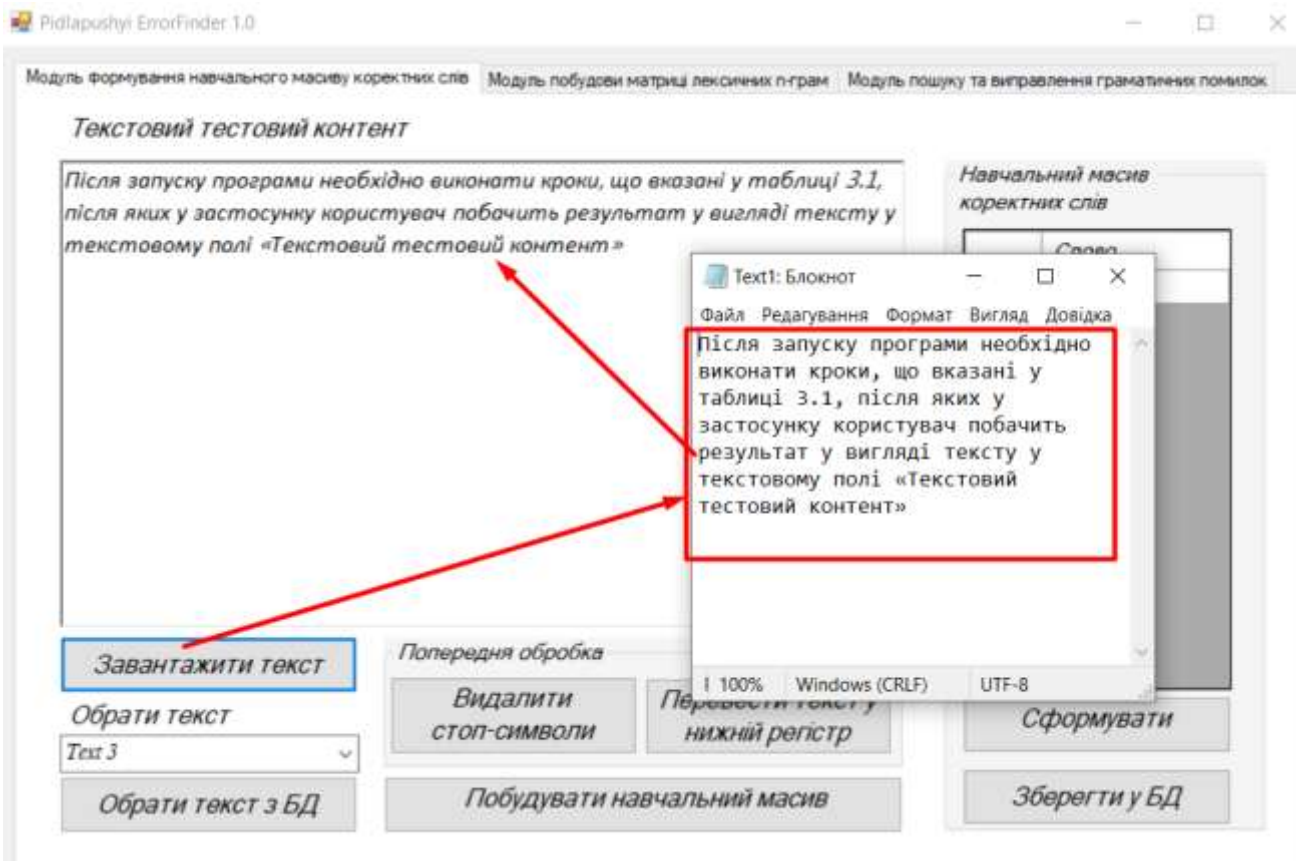 Pidlapushyi ErrorFinder 1.0
Модуль формування навчального масиву коректних слів Модуль побудови матриці лексичних n-грам Модуль пошуку та виправлення граматичних помилок
Текстовий тестовий контент
Після запуску програми необхідно виконати кроки, що вказані у таблиці 3.1,
після яких у застосунку користувач побачить результат у вигляді тексту у
текстовому полі «Текстовий тестовий контент»
Навчальний масив
коректних слів
Слово
Text1: Блокнот
Файл Редагування Формат Вигляд Довідка
Після запуску програми необхідно
виконати кроки, що вказані у
таблиці 3.1, після яких у
застосунку користувач побачить
результат у вигляді тексту у
текстовому полі «Текстовий
тестовий контент»
100% Windows (CRLF) UTF-8
Завантажити текст
Обрати текст
Text 3
Обрати текст з БД
Попередня обробка
Видалити
стоп-символи
Перевести текст у
нижній регістр
Побудувати навчальний масив
Сформувати
Зберегти у БД